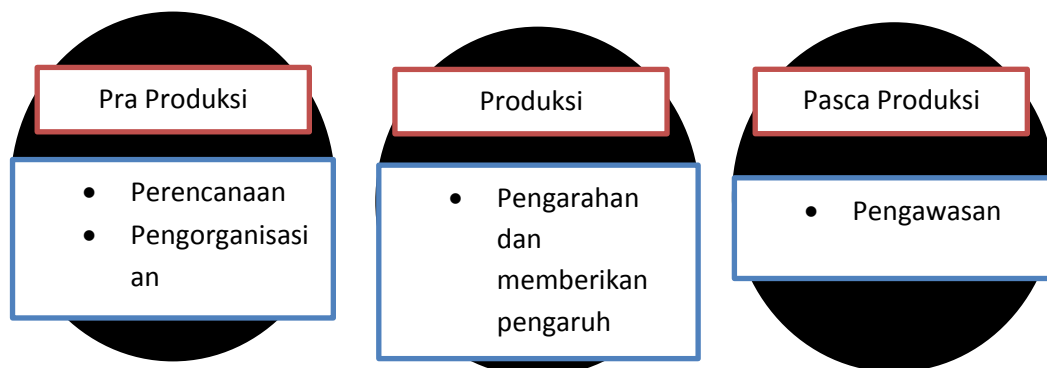 Pra Produksi
• Perencanaan
• Pengorganisasi
an
Produksi
• Pengarahan
dan
memberikan
pengaruh
Pasca Produksi
• Pengawasan